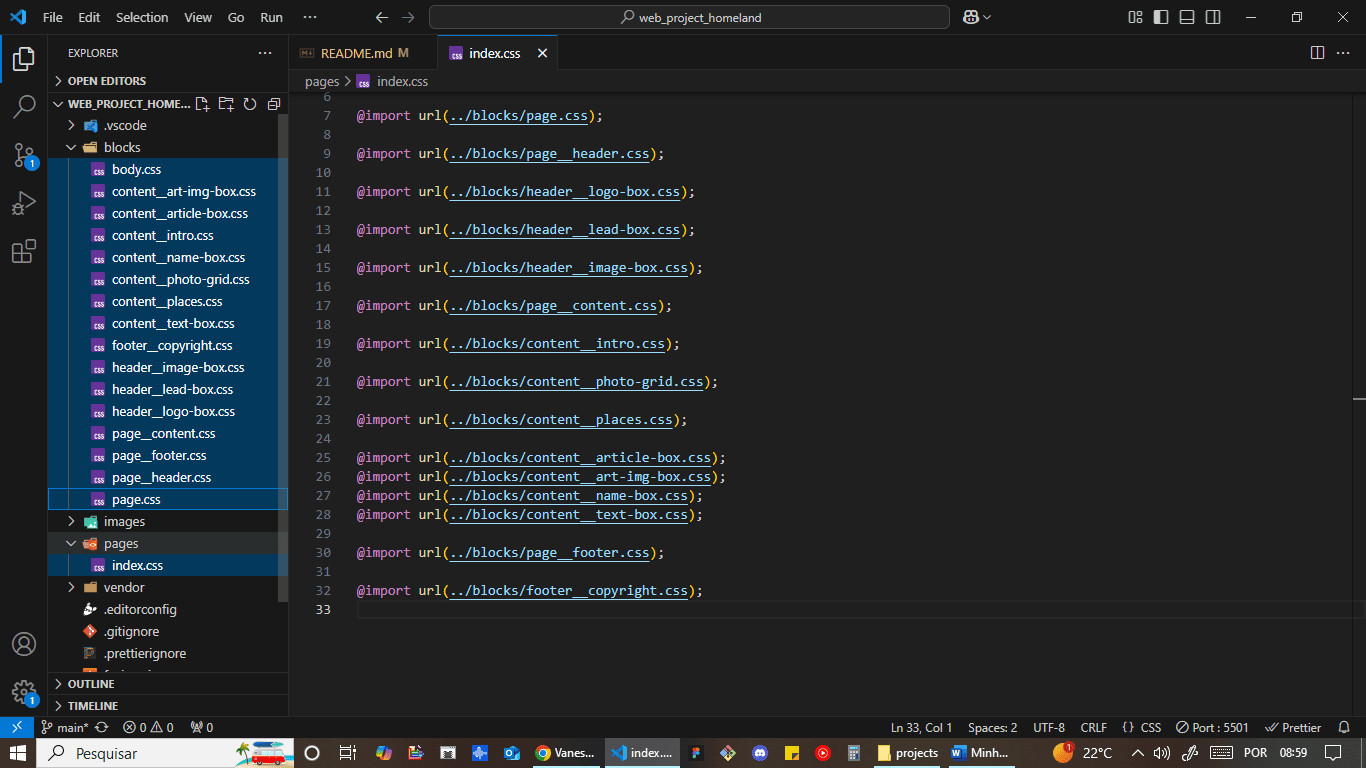 File Edit Selection View Go Run ···
web_project_homeland
EXPLORER
OPEN EDITORS
WEB_PROJECT_HOME...
.vscode
blocks
body.css
content__art-img-box.css
content__article-box.css
content__intro.css
content__name-box.css
content__photo-grid.css
content__places.css
content__text-box.css
footer__copyright.css
header__image-box.css
header__lead-box.css
header__logo-box.css
page__content.css
page__footer.css
page__header.css
page.css
images
pages
index.css
vendor
.editorconfig
.gitignore
.prettierignore
OUTLINE
TIMELINE
1
1
README.md M
index.css
pages > index.css
6
7 @import url(../blocks/page.css);
8
9 @import url(../blocks/page__header.css);
10
11 @import url(../blocks/header__logo-box.css);
12
13 @import url(../blocks/header__lead-box.css);
14
15 @import url(../blocks/header__image-box.css);
16
17 @import url(../blocks/page__content.css);
18
19 @import url(../blocks/content__intro.css);
20
21 @import url(../blocks/content__photo-grid.css);
22
23 @import url(../blocks/content__places.css);
24
25 @import url(../blocks/content__article-box.css);
26 @import url(../blocks/content__art-img-box.css);
27 @import url(../blocks/content__name-box.css);
28 @import url(../blocks/content__text-box.css);
29
30 @import url(../blocks/page__footer.css);
31
32 @import url(../blocks/footer__copyright.css);
33
main* 0 0 0 Ln 33, Col 1 Spaces: 2 UTF-8 CRLF {} CSS Port : 5501 Prettier
Pesquisar Vanes... index.... projects Minh... 1 22°C POR 08:59